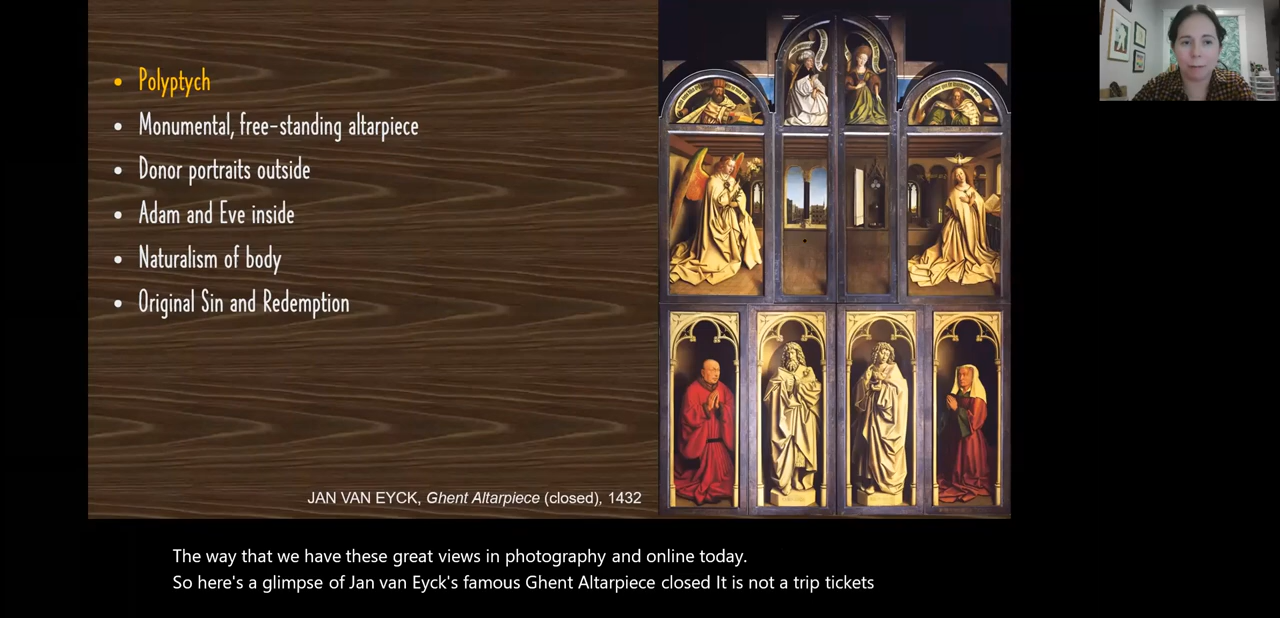 Polyptych
Monumental, free-standing altarpiece
Donor portraits outside
Adam and Eve inside
Naturalism of body
Original Sin and Redemption
JAN VAN EYCK, Ghent Altarpiece (closed), 1432
The way that we have these great views in photography and online today.
So here's a glimpse of Jan van Eyck's famous Ghent Altarpiece closed It is not a trip tickets